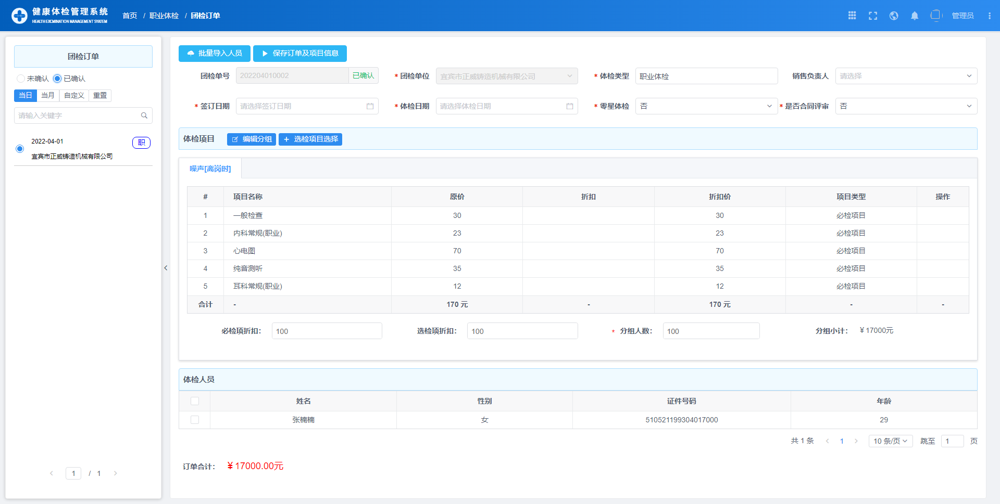 健康体检管理系统
HEALTH EXCMINATION MANAGEMENT SYATEM
首页 / 职业体检 / 团检订单
管理员
团检订单
未确认 已确认
当日 当月 自定义 重置
请输入关键字
2022-04-01
职
宜宾市正威铸造机械有限公司
1 / 1
批量导入人员 保存订单及项目信息
团检单号 202204010002 已确认 * 团检单位 宜宾市正威铸造机械有限公司 * 体检类型 职业体检 销售负责人 请选择
* 签订日期 请选择签订日期 * 体检日期 请选择体检日期 * 零星体检 否 * 是否合同评审 否
体检项目 编辑分组 选检项目选择
噪声[离岗时]
# 项目名称 原价 折扣 折扣价 项目类型 操作
1 一般检查 30 30 必检项目
2 内科常规(职业) 23 23 必检项目
3 心电图 70 70 必检项目
4 纯音测听 35 35 必检项目
5 耳科常规(职业) 12 12 必检项目
合计 - 170 元 - 170 元 - -
必检项折扣: 100 选检项折扣: 100 * 分组人数: 100 分组小计: ¥ 17000元
体检人员
姓名 性别 证件号码 年龄
张楠楠 女 510521199304017000 29
共 1 条 1 10 条/页 跳至 1 页
订单合计: ¥ 17000.00元